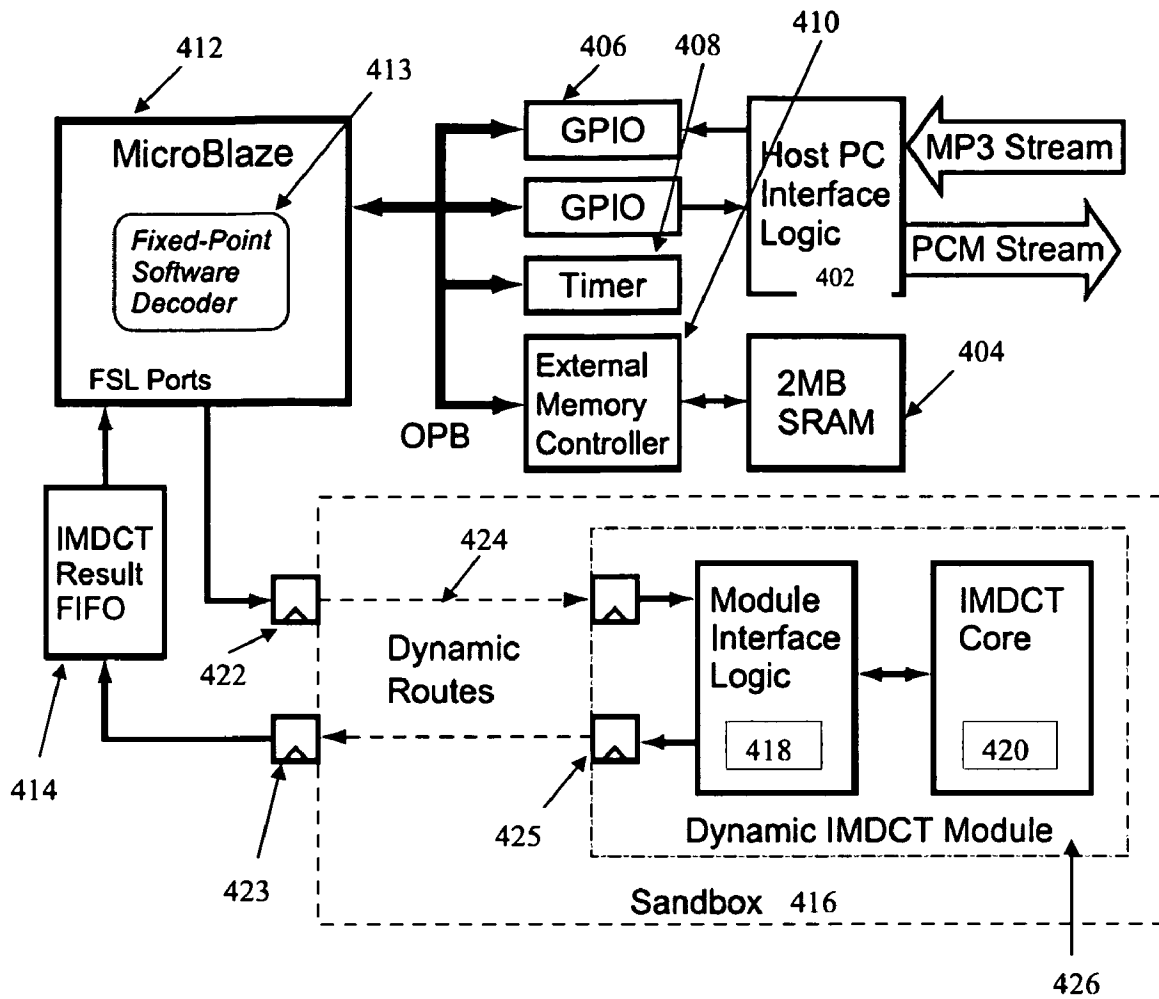 412
413
406
408
410
MicroBlaze
Fixed-Point
Software
Decoder
FSL Ports
OPB
GPIO
GPIO
Timer
External
Memory
Controller
Host PC
Interface
Logic
402
MP3 Stream
PCM Stream
2MB
SRAM
404
IMDCT
Result
FIFO
414
422
423
424
Dynamic
Routes
425
Module
Interface
Logic
418
IMDCT
Core
420
Dynamic IMDCT Module
Sandbox 416
426